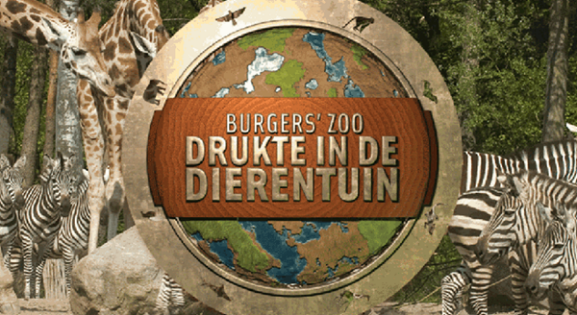 BURGERS' ZOO
DRUKTE IN DE
DIERENTUIN